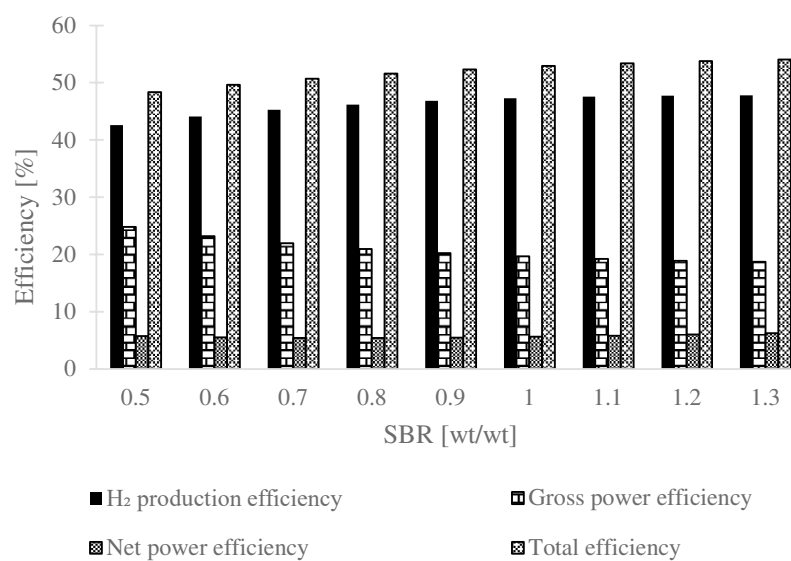 60
50
40
30
20
10
0
Efficiency [%]
0.5 0.6 0.7 0.8 0.9 1 1.1 1.2 1.3
SBR [wt/wt]
H₂ production efficiency Gross power efficiency
Net power efficiency Total efficiency